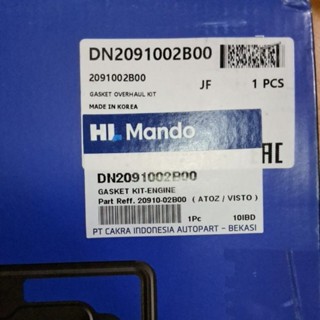 DN2091002B00
2091002B00
JF 1 PCS
GASKET OVERHAUL KIT
MADE IN KOREA
HL Mando
EAC
DN2091002B00
GASKET KIT-ENGINE
Part Reff. 20910-02B00 ( ATOZ / VISTO )
1Pc 10IBD
PT CAKRA INDONESIA AUTOPART - BEKASI